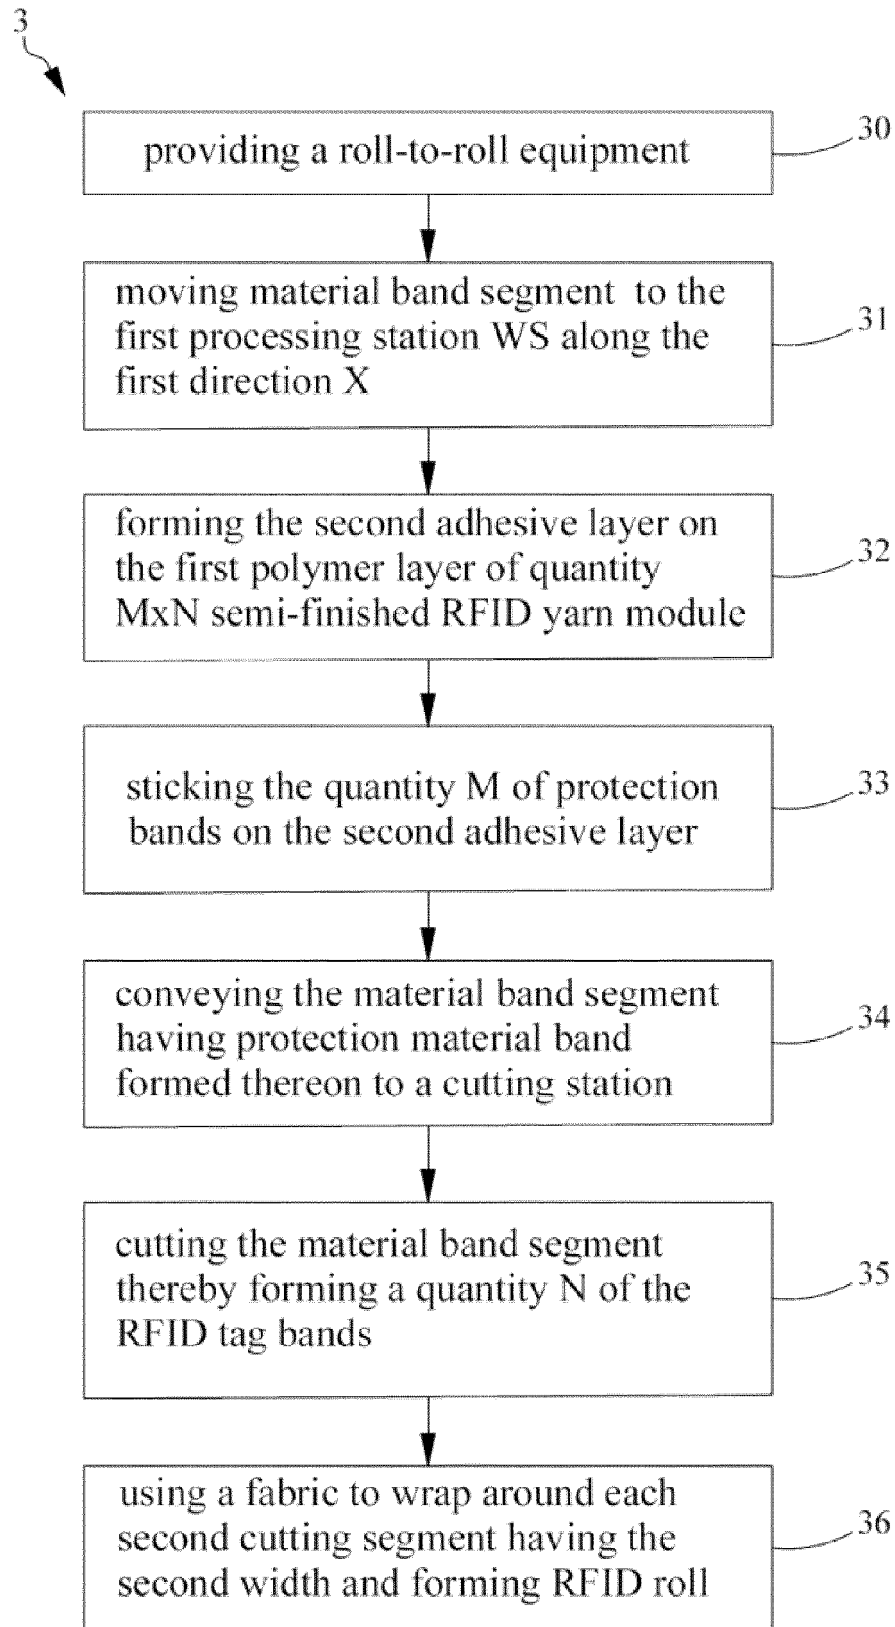 3
providing a roll-to-roll equipment
30
moving material band segment to the
first processing station WS along the
first direction X
31
forming the second adhesive layer on
the first polymer layer of quantity
MxN semi-finished RFID yarn module
32
sticking the quantity M of protection
bands on the second adhesive layer
33
conveying the material band segment
having protection material band
formed thereon to a cutting station
34
cutting the material band segment
thereby forming a quantity N of the
RFID tag bands
35
using a fabric to wrap around each
second cutting segment having the
second width and forming RFID roll
36